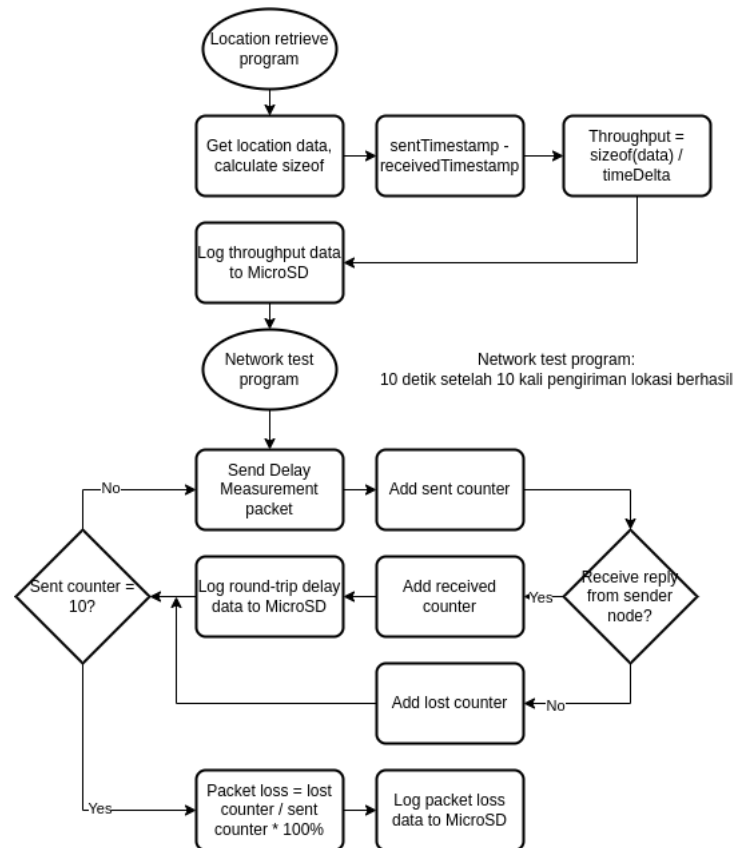 Location retrieve
program
Get location data,
calculate sizeof
sentTimestamp -
receivedTimestamp
Throughput =
sizeof(data) /
timeDelta
Log throughput data
to MicroSD
Network test
program
Network test program:
10 detik setelah 10 kali pengiriman lokasi berhasil
No
Send Delay
Measurement
packet
Add sent counter
Sent counter =
10?
Log round-trip delay
data to MicroSD
Add received
counter
Yes
Receive reply
from sender
node?
Add lost counter
No
Yes
Packet loss = lost
counter / sent
counter * 100%
Log packet loss
data to MicroSD